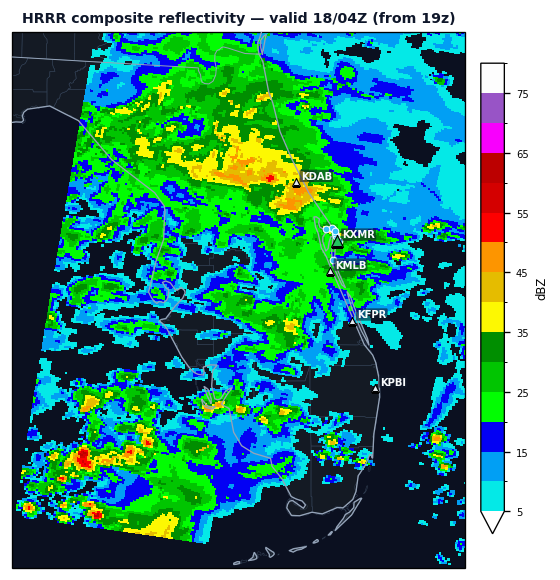 HRRR composite reflectivity — valid 18/04Z (from 19z)
KDAB
KXMR
KMLB
KFPR
KPBI
75
65
55
45
35
25
15
5
dBZ